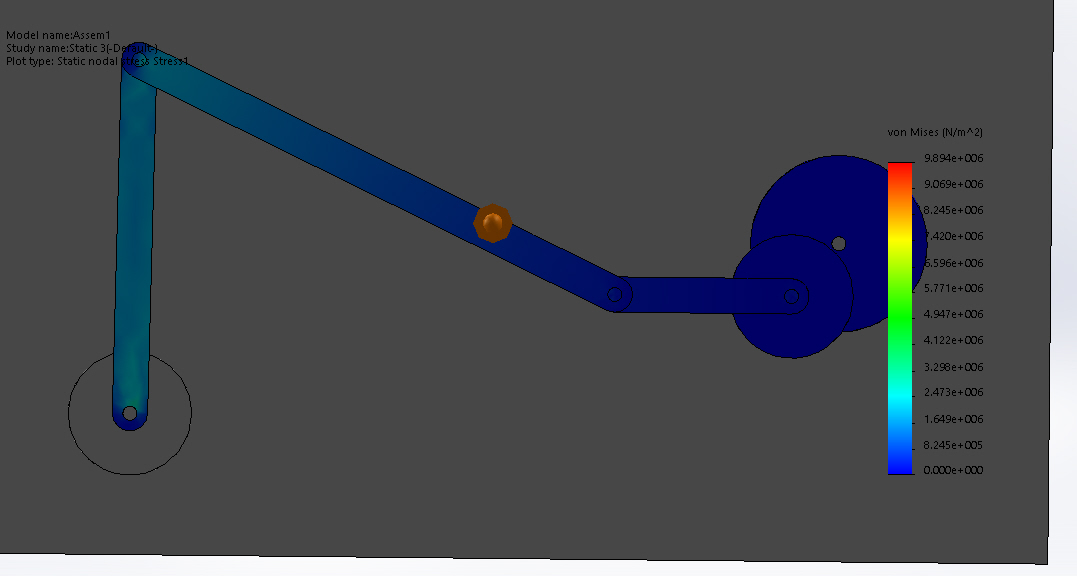 Model name:Assem1
Study name:Static 3(-Default-)
Plot type: Static nodal stress Stress1
von Mises (N/m^2)
9.894e+006
9.069e+006
8.245e+006
7.420e+006
6.596e+006
5.771e+006
4.947e+006
4.122e+006
3.298e+006
2.473e+006
1.649e+006
8.245e+005
0.000e+000